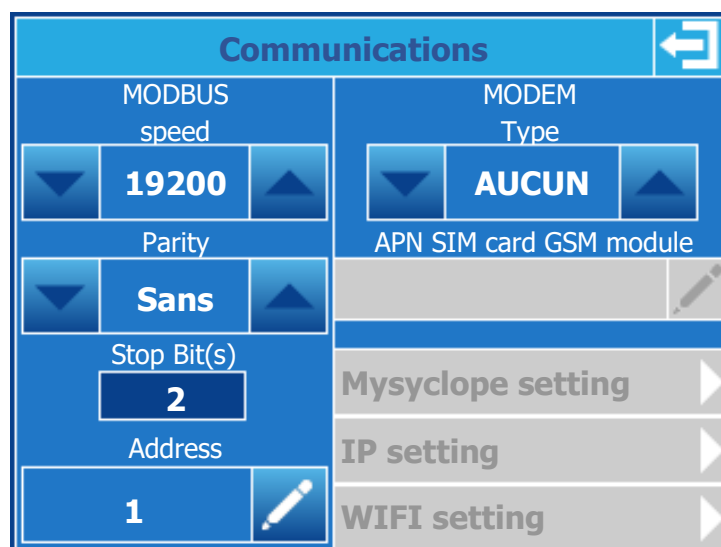 Communications
MODBUS
speed
19200
Parity
Sans
Stop Bit(s)
2
Address
1
MODEM
Type
AUCUN
APN SIM card GSM module
Mysyclope setting
IP setting
WIFI setting